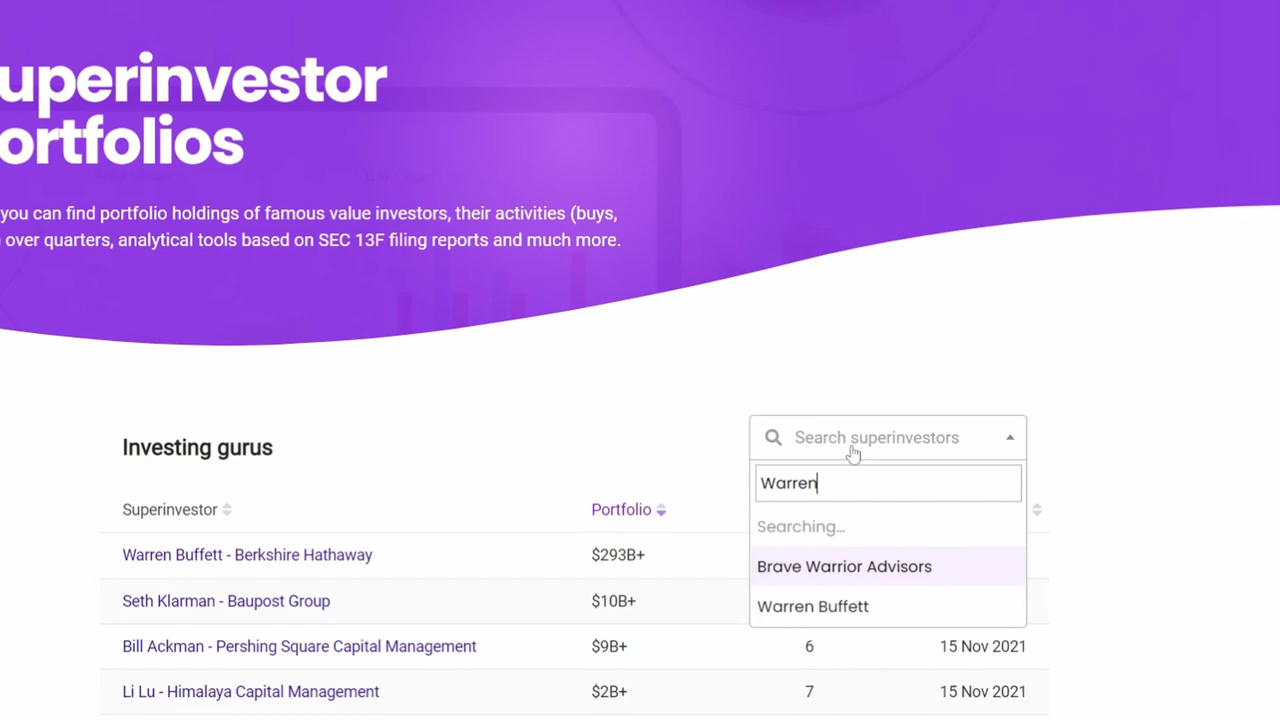 uperinvestor
ortfolios
you can find portfolio holdings of famous value investors, their activities (buys,
over quarters, analytical tools based on SEC 13F filing reports and much more.
Investing gurus
Search superinvestors
Warren
Searching...
Brave Warrior Advisors
Warren Buffett
Superinvestor Portfolio
Warren Buffett - Berkshire Hathaway $293B+
Seth Klarman - Baupost Group $10B+
Bill Ackman - Pershing Square Capital Management $9B+ 6 15 Nov 2021
Li Lu - Himalaya Capital Management $2B+ 7 15 Nov 2021